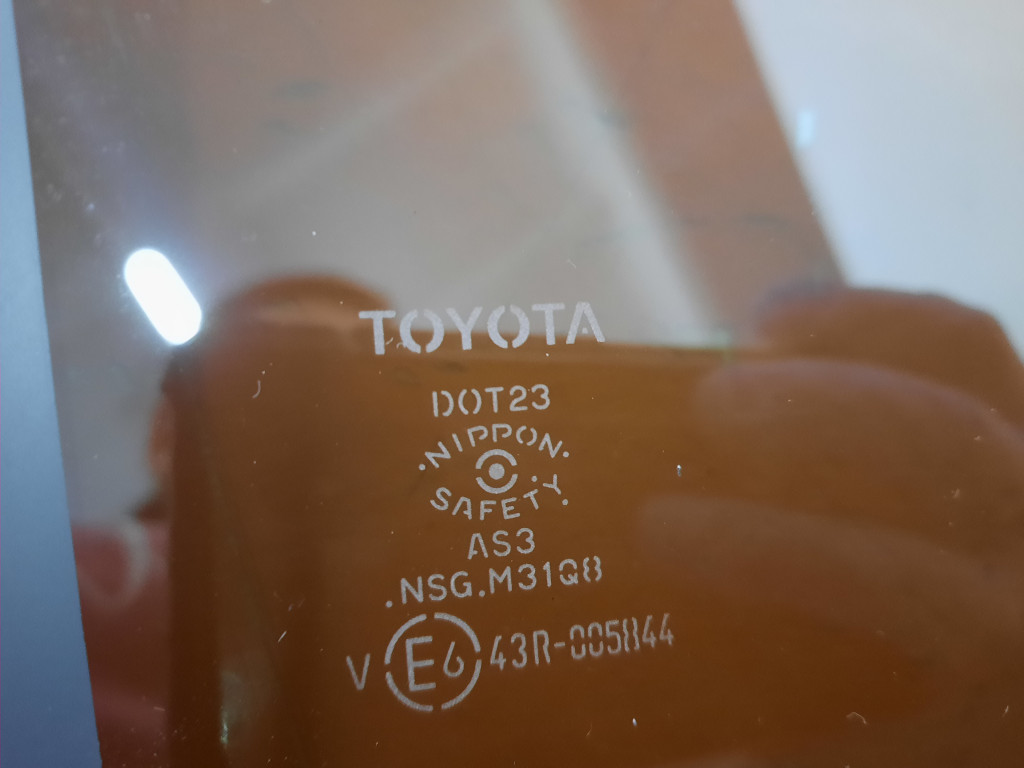 TOYOTA
DOT23
.NIPPON.
SAFETY
AS3
.NSG.M31Q8
V E6 43R-005844